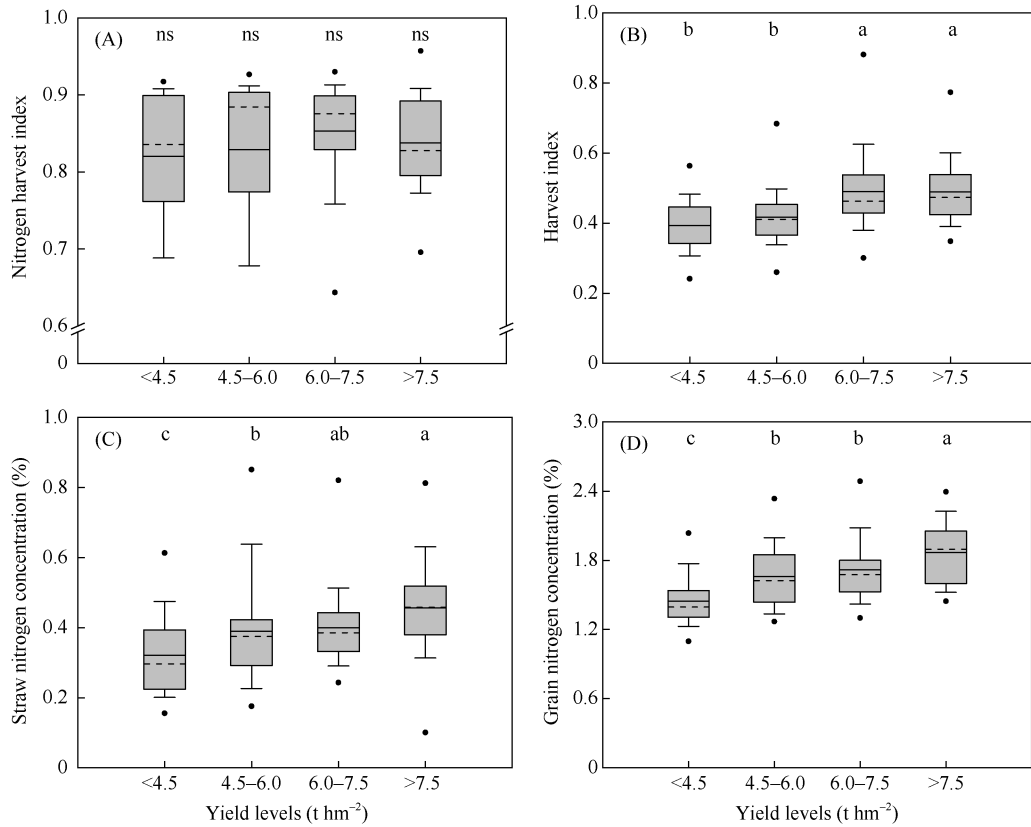 (A)
ns ns ns ns
1.0
0.9
0.8
0.7
0.6
0
Nitrogen harvest index
<4.5 4.5–6.0 6.0–7.5 >7.5
(B)
b b a a
1.0
0.8
0.6
0.4
0.2
0
Harvest index
<4.5 4.5–6.0 6.0–7.5 >7.5
(C)
c b ab a
1.0
0.8
0.6
0.4
0.2
0
Straw nitrogen concentration (%)
<4.5 4.5–6.0 6.0–7.5 >7.5
Yield levels (t hm⁻²)
(D)
c b b a
3.0
2.4
1.8
1.2
0.6
0
Grain nitrogen concentration (%)
<4.5 4.5–6.0 6.0–7.5 >7.5
Yield levels (t hm⁻²)